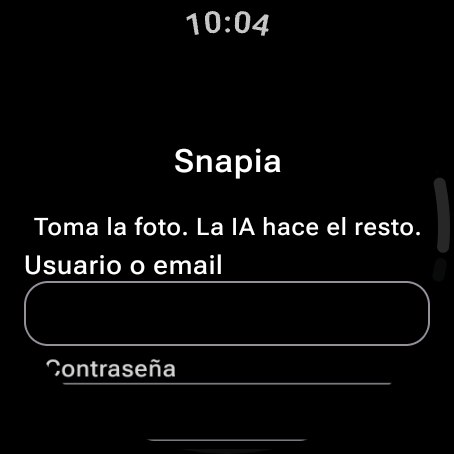 10:04
Snapia
Toma la foto. La IA hace el resto.
Usuario o email
Contraseña